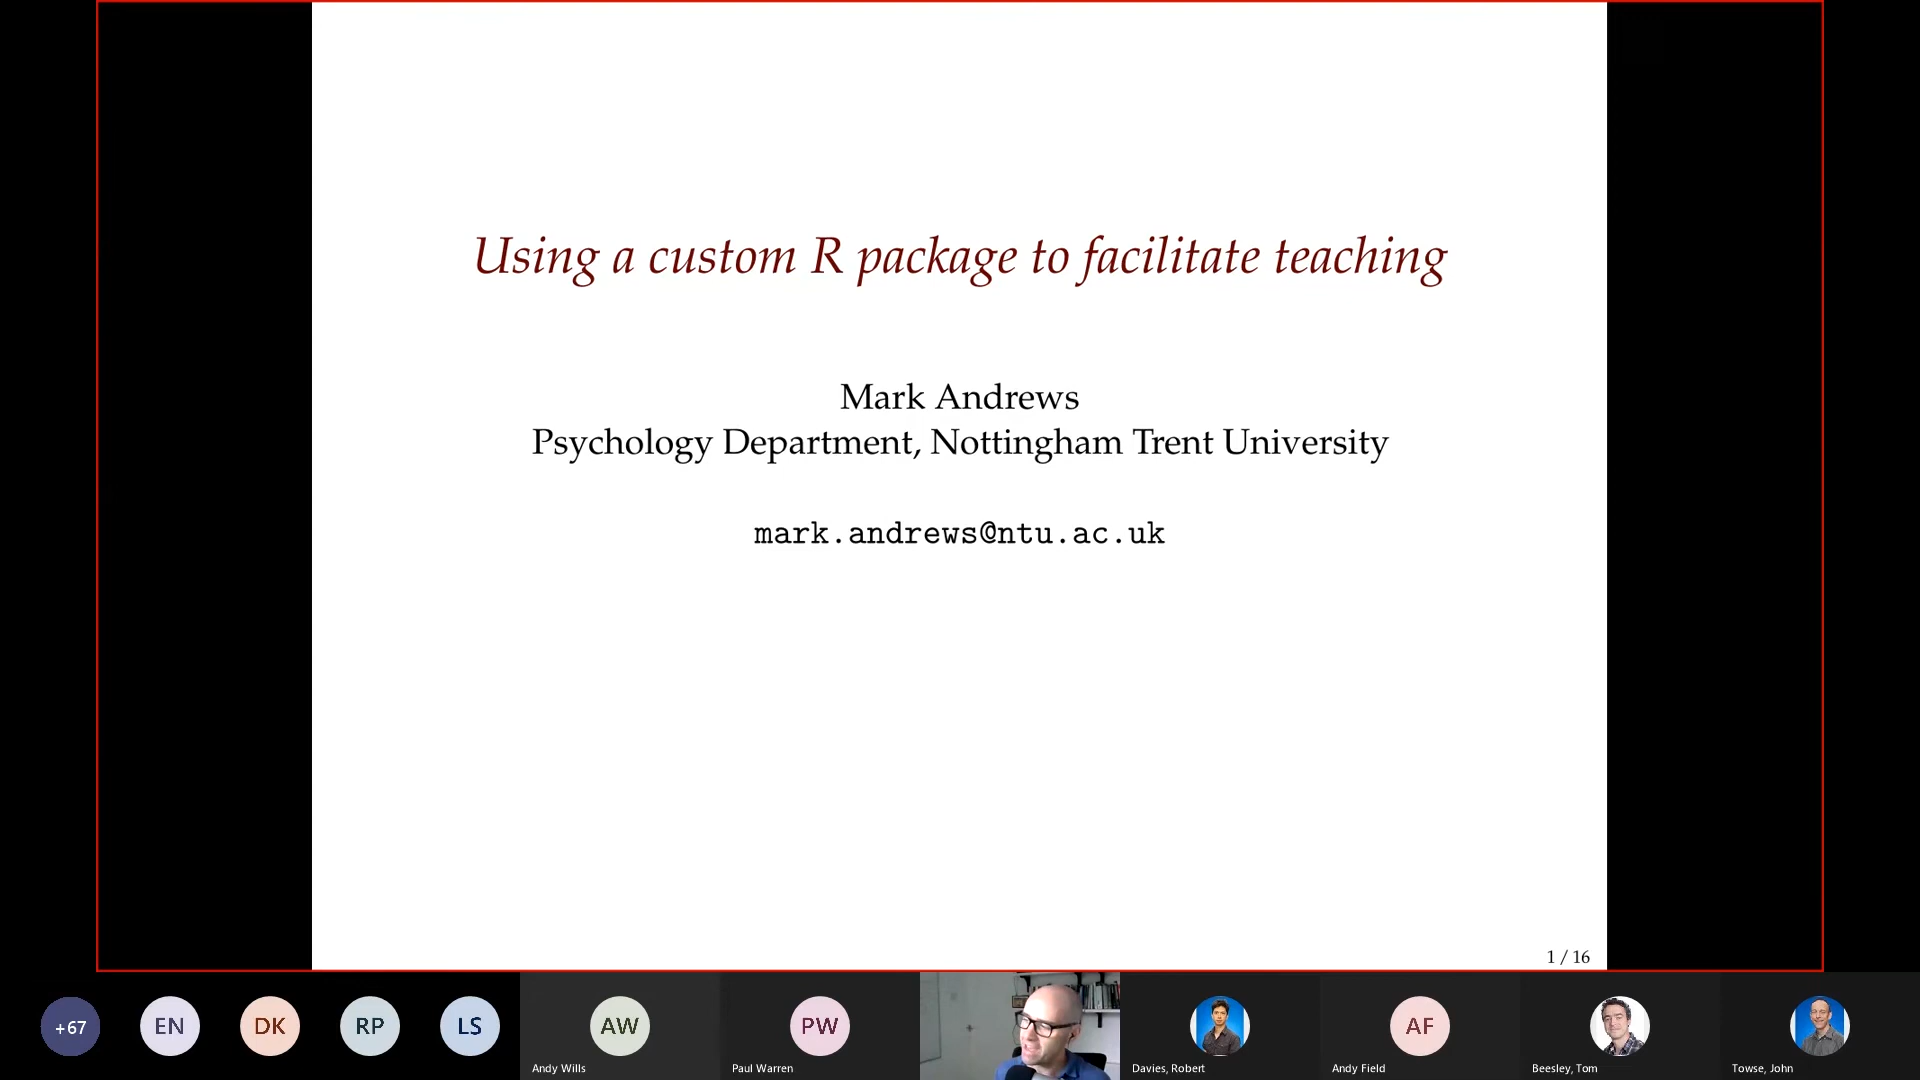 Using a custom R package to facilitate teaching
Mark Andrews
Psychology Department, Nottingham Trent University
mark.andrews@ntu.ac.uk
1 / 16
+67
EN
DK
RP
LS
AW
PW
AF
Andy Wills
Paul Warren
Davies, Robert
Andy Field
Beesley, Tom
Towse, John